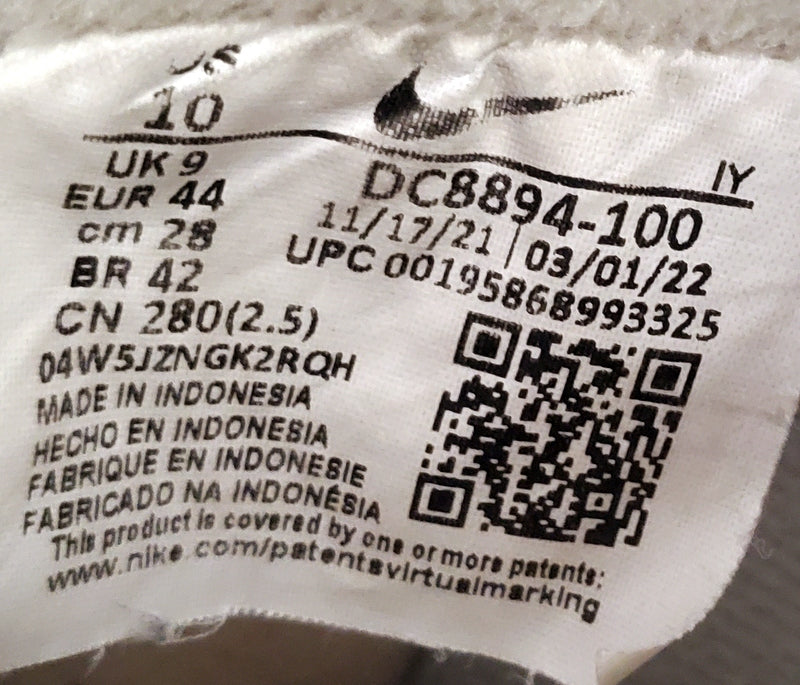 US
10
UK 9
EUR 44
cm 28
BR 42
CN 280(2.5)
04W5JZNGK2RQH
MADE IN INDONESIA
HECHO EN INDONESIA
FABRIQUE EN INDONESIE
FABRICADO NA INDONÉSIA
IY
DC8894-100
11/17/21 | 03/01/22
UPC 00195868993325
This product is covered by one or more patents:
www.nike.com/patentsvirtualmarking